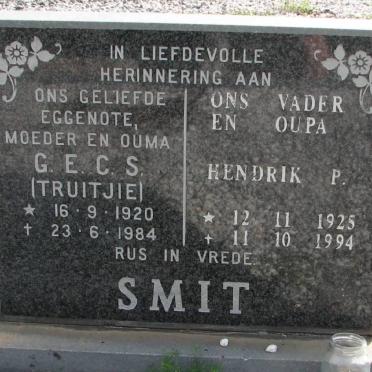 IN LIEFDEVOLLE
HERINNERING AAN
ONS GELIEFDE
EGGENOTE,
MOEDER EN OUMA
G.E.C.S.
(TRUITJIE)
★ 16·9·1920
† 23·6·1984
ONS VADER
EN OUPA
HENDRIK P.
★ 12 11 1925
† 11 10 1994
RUS IN VREDE.
SMIT